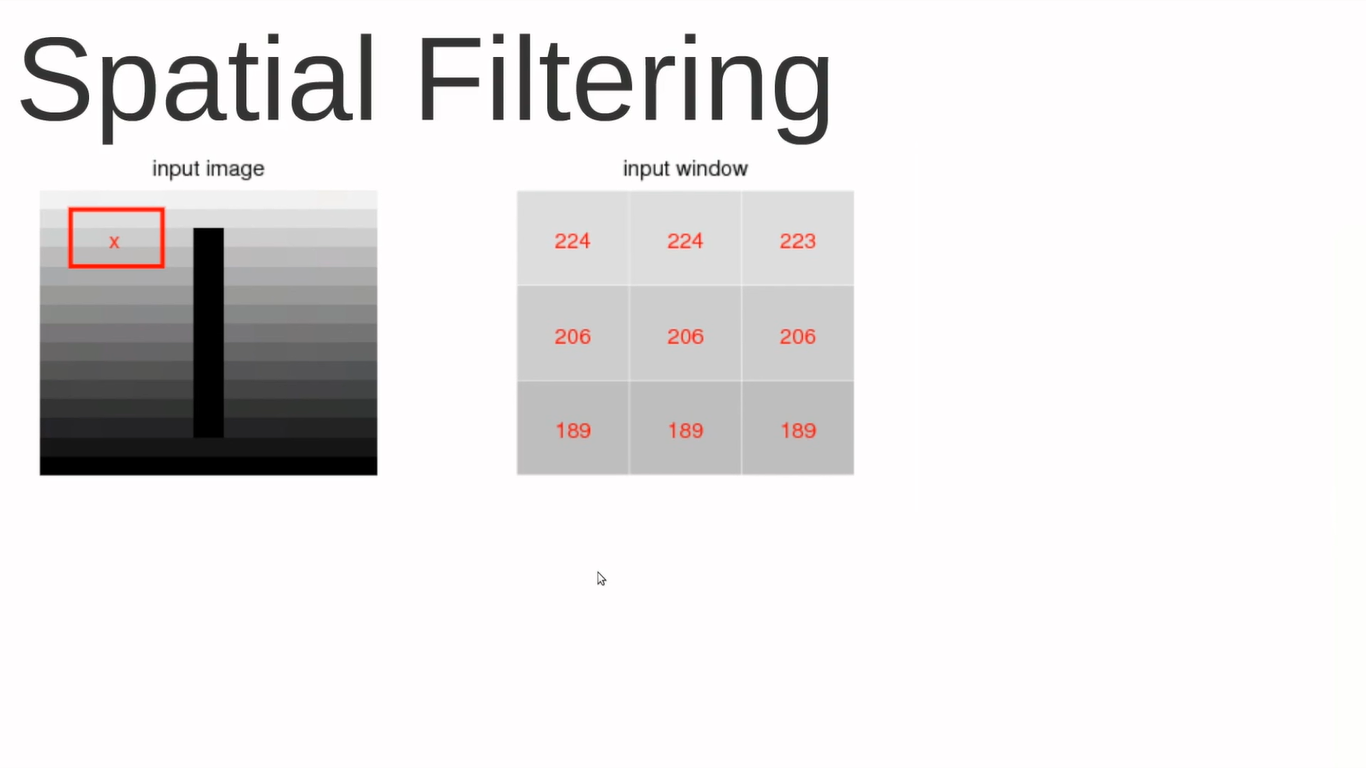 Spatial Filtering
input image
input window
x
224 224 223
206 206 206
189 189 189